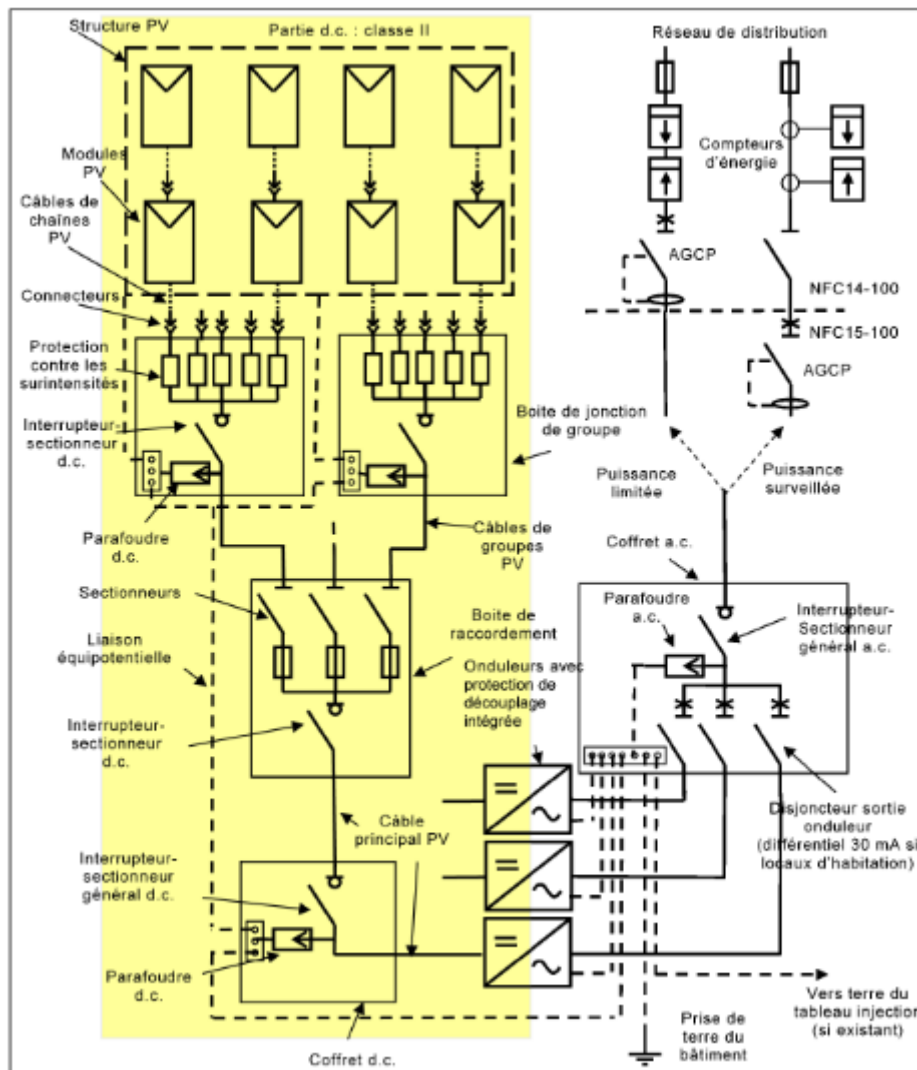 Structure PV
Partie d.c. : classe II
Réseau de distribution
Compteurs
d'énergie
Modules
PV
Câbles de
chaînes
PV
AGCP
Connecteurs
NFC14-100
NFC15-100
Protection
contre les
surintensités
AGCP
Interrupteur-
sectionneur
d.c.
Boite de jonction
de groupe
Puissance
limitée
Puissance
surveillée
Parafoudre
d.c.
Câbles de
groupes
PV
Coffret a.c.
Sectionneurs
Boite de
raccordement
Parafoudre
a.c.
Interrupteur-
Sectionneur
général a.c.
Liaison
équipotentielle
Onduleurs avec
protection de
découplage
intégrée
Interrupteur-
sectionneur
d.c.
Câble
principal PV
Disjoncteur sortie
onduleur
(différentiel 30 mA si
locaux d'habitation)
Interrupteur-
sectionneur
général d.c.
Parafoudre
d.c.
Vers terre du
tableau injection
(si existant)
Prise de
terre du
bâtiment
Coffret d.c.